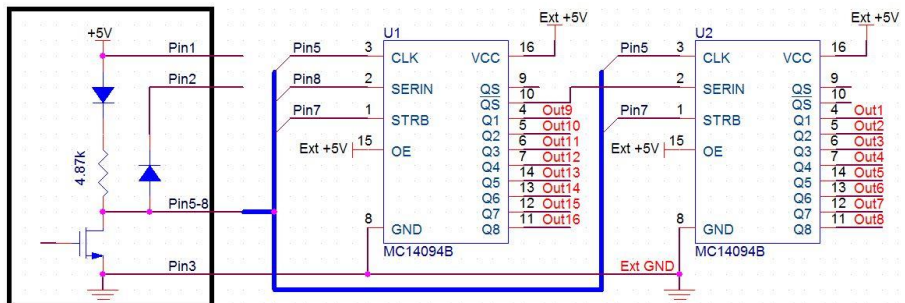 +5V
Pin1
Pin2
4.87k
Pin5-8
Pin3
U1
Ext +5V
Pin5
3
CLK
VCC
16
Pin8
2
SERIN
QS
9
QS
10
Pin7
1
STRB
Q1
4
Out9
Q2
5
Out10
Ext +5V
15
OE
Q3
6
Out11
Q4
7
Out12
Q5
14
Out13
Q6
13
Out14
Q7
12
Out15
8
GND
Q8
11
Out16
MC14094B
Ext GND
U2
Ext +5V
Pin5
3
CLK
VCC
16
2
SERIN
QS
9
QS
10
Pin7
1
STRB
Q1
4
Out1
Q2
5
Out2
Ext +5V
15
OE
Q3
6
Out3
Q4
7
Out4
Q5
14
Out5
Q6
13
Out6
Q7
12
Out7
8
GND
Q8
11
Out8
MC14094B